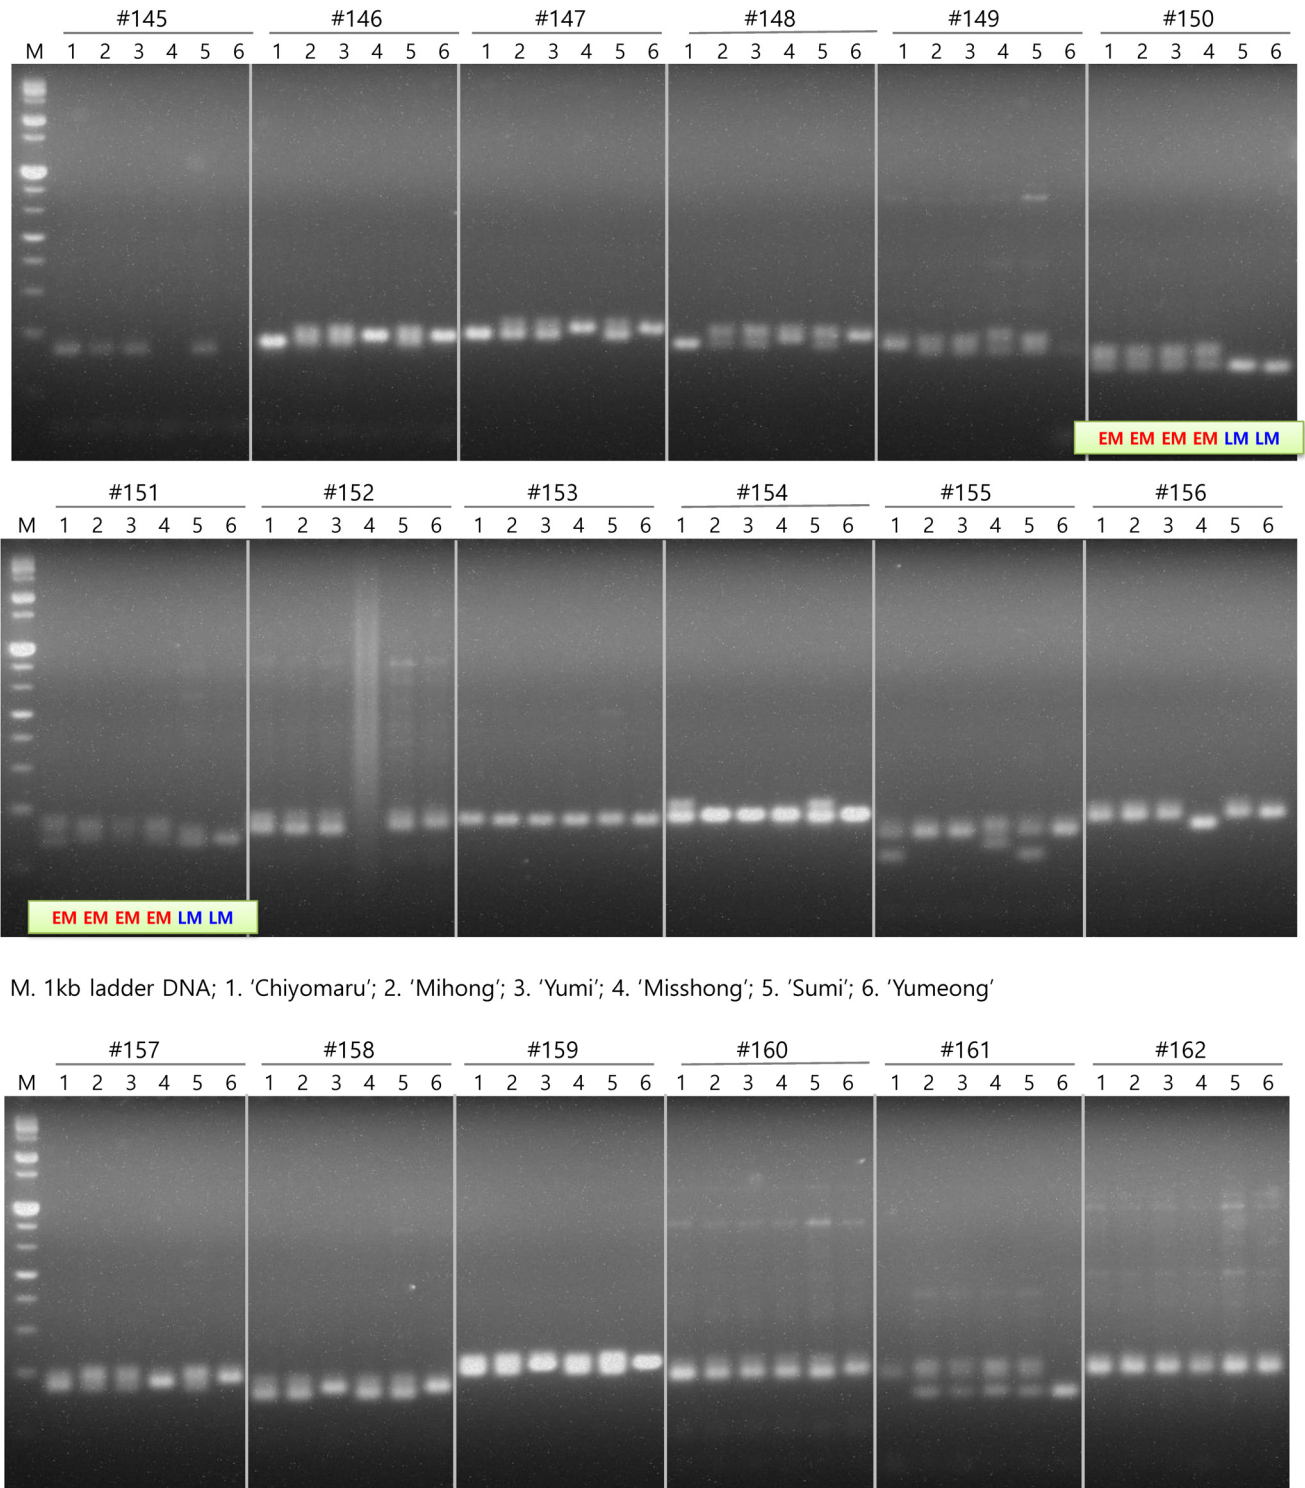 #145 #146 #147 #148 #149 #150
M 1 2 3 4 5 6 1 2 3 4 5 6 1 2 3 4 5 6 1 2 3 4 5 6 1 2 3 4 5 6 1 2 3 4 5 6
EM EM EM EM LM LM
#151 #152 #153 #154 #155 #156
M 1 2 3 4 5 6 1 2 3 4 5 6 1 2 3 4 5 6 1 2 3 4 5 6 1 2 3 4 5 6 1 2 3 4 5 6
EM EM EM EM LM LM
M. 1kb ladder DNA; 1. ‘Chiyomaru’; 2. ‘Mihong’; 3. ‘Yumi’; 4. ‘Misshong’; 5. ‘Sumi’; 6. ‘Yumeong’
#157 #158 #159 #160 #161 #162
M 1 2 3 4 5 6 1 2 3 4 5 6 1 2 3 4 5 6 1 2 3 4 5 6 1 2 3 4 5 6 1 2 3 4 5 6